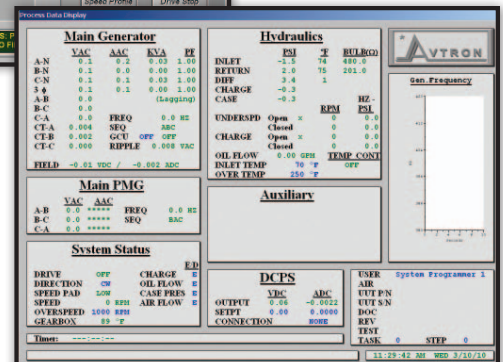 Speed Profile
Drive Stop
Process Data Display
Main Generator
VAC AAC KVA PF
A-N 0.1 0.2 0.03 1.00
B-N 0.1 0.0 0.00 1.00
C-N 0.1 0.1 0.00 1.00
3 ϕ 0.1 0.1 0.03 1.00
A-B 0.0 (Lagging)
B-C 0.0
C-A 0.0 FREQ 0.0 HZ
CT-A 0.004 SEQ ABC
CT-B 0.002 GCU OFF OFF
CT-C 0.000 RIPPLE 0.008 VAC
FIELD -0.01 VDC / -0.002 ADC
Main PMG
VAC AAC
A-B 0.0 ***** FREQ 0.0 HZ
B-C 0.0 ***** SEQ BAC
C-A 0.0 *****
System Status
E/D
DRIVE OFF CHARGE E
DIRECTION CW OIL FLOW E
SPEED PAD LOW CASE PRES E
SPEED 0 RPM AIR FLOW E
OVERSPEED 1000 RPM
GEARBOX 89 °F
Timer: ---:--:--
Hydraulics
PSI °F BULB(Ω)
INLET -1.5 74 480.0
RETURN 2.0 75 201.0
DIFF 3.4 1
CHARGE -0.3
CASE -0.3 HZ -
RPM PSI
UNDERSPD Open x 0 0.0
Closed 0 0.0
CHARGE Open x 0 0.0
Closed 0 0.0
OIL FLOW 0.00 GPM TEMP CONT
INLET TEMP 70 °F OFF
OVER TEMP 250 °F
Auxiliary
DCPS
VDC ADC
OUTPUT 0.06 -0.0022
SETPT 0.00 0.0000
CONNECTION NONE
AVTRON
Gen.Frequency
USER System Programmer 1
AIR
UUT P/N
UUT S/N
DOC
REV
TEST
TASK 0 STEP 0
11:29:42 AM WED 3/10/10